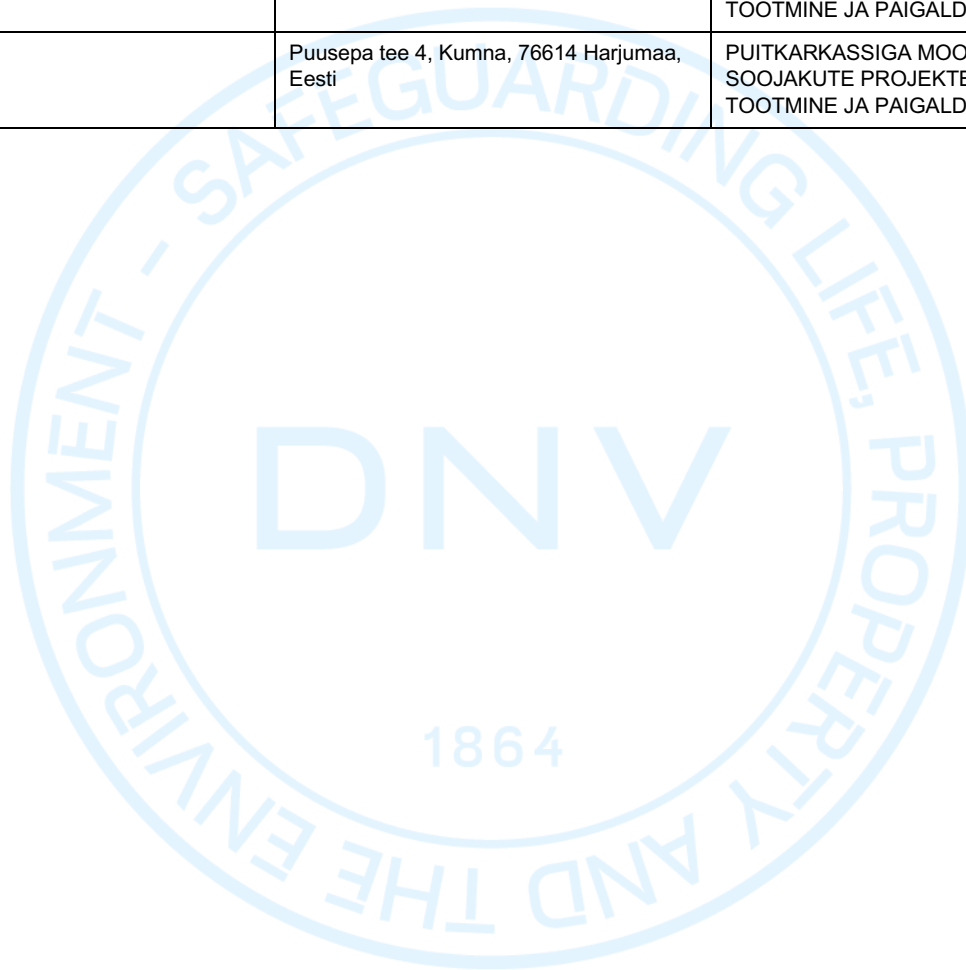 TOOTMINE JA PAIGALD
Puusepa tee 4, Kumna, 76614 Harjumaa,
Eesti
PUITKARKASSIGA MOO
SOOJAKUTE PROJEKTE
TOOTMINE JA PAIGALD
SAFEGUARDING LIFE, PROPERTY AND THE ENVIRONMENT -
DNV
1864